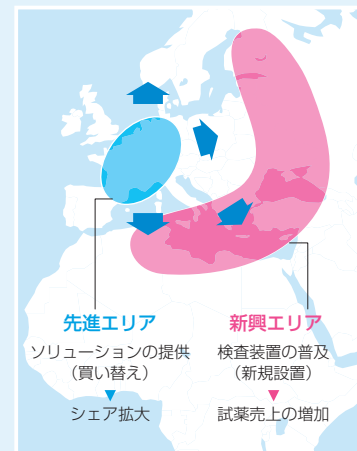 先進エリア
ソリューションの提供
（買い替え）
▼
シェア拡大
新興エリア
検査装置の普及
（新規設置）
▼
試薬売上の増加